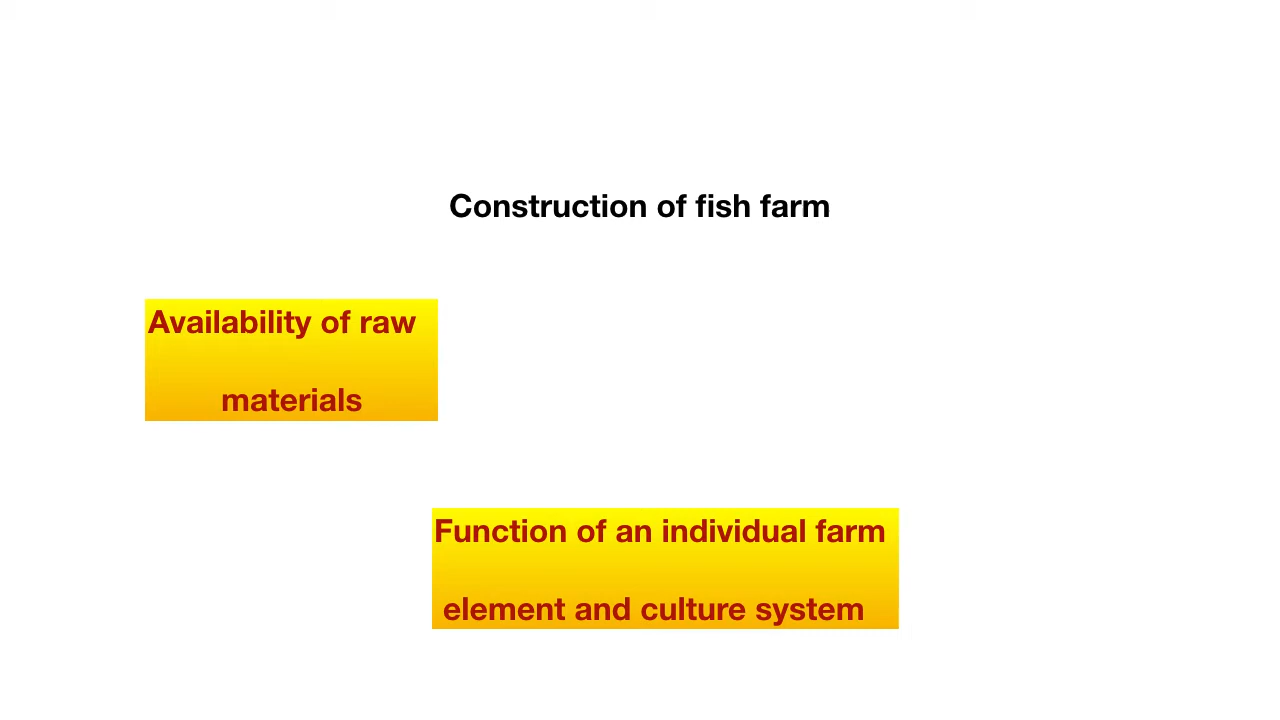 Construction of fish farm
Availability of raw
materials
Function of an individual farm
element and culture system